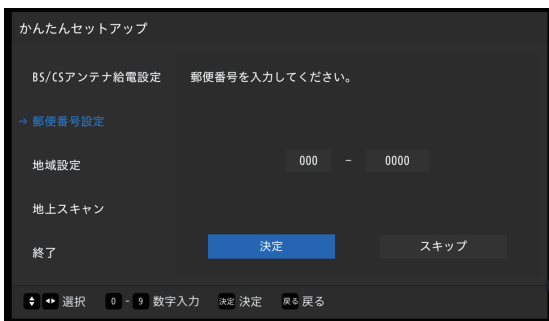 かんたんセットアップ
BS/CSアンテナ給電設定
郵便番号を入力してください。
→ 郵便番号設定
地域設定
000 - 0000
地上スキャン
終了
決定 スキップ
選択 0 - 9 数字入力 決定 決定 戻る 戻る